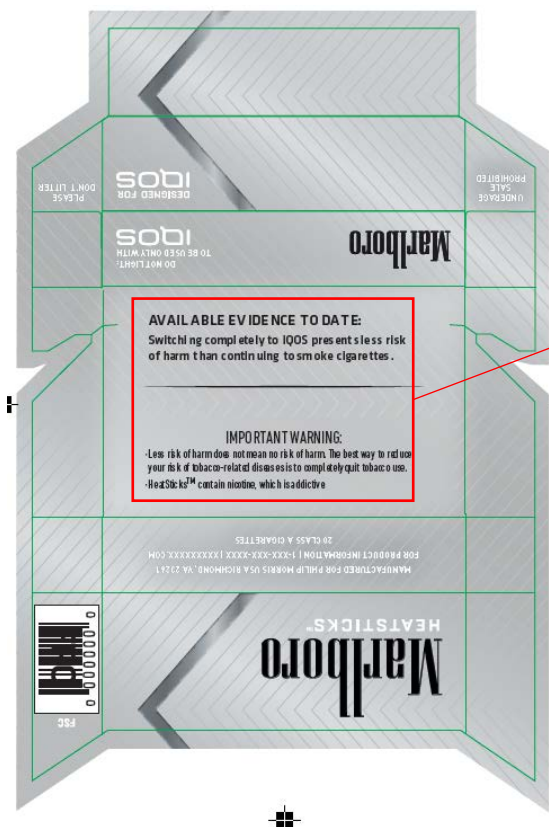 DESIGNED FOR
IQOS
PLEASE
DON'T LITTER
UNDERAGE
SALE
PROHIBITED
Marlboro
DO NOT LIGHT:
TO BE USED ONLY WITH
IQOS
AVAILABLE EVIDENCE TO DATE:
Switching completely to IQOS presents less risk
of harm than continuing to smoke cigarettes.
IMPORTANT WARNING:
-Less risk of harm does not mean no risk of harm. The best way to reduce
your risk of tobacco-related diseases is to completely quit tobacco use.
-HeatSticks™ contain nicotine, which is addictive
MANUFACTURED FOR PHILIP MORRIS USA RICHMOND, VA 23261
FOR PRODUCT INFORMATION | 1-XXX-XXX-XXXX | XXXXXXXXX.COM
20 CLASS A CIGARETTES
Marlboro
HEATSTICKS™
0 00000 0
FSC